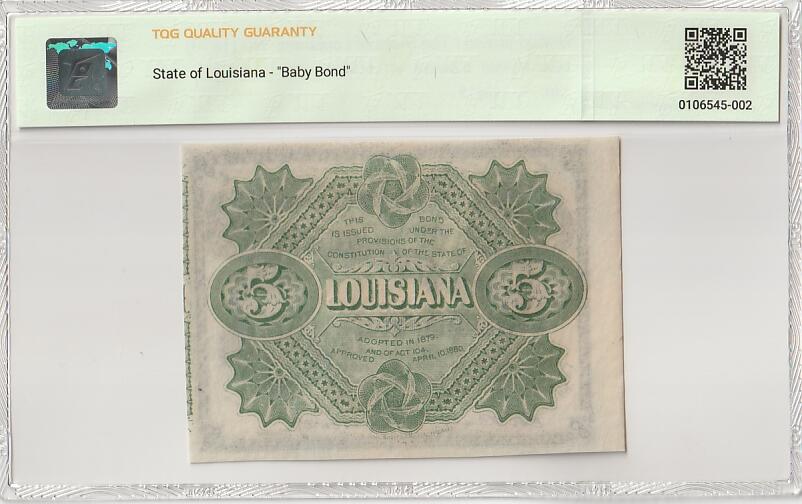 TQG QUALITY GUARANTY
State of Louisiana - "Baby Bond"
0106545-002
THIS BOND
IS ISSUED UNDER THE
PROVISIONS OF THE
CONSTITUTION OF THE STATE OF
5 LOUISIANA 5
ADOPTED IN 1879,
AND OF ACT 104,
APPROVED APRIL 10, 1880.